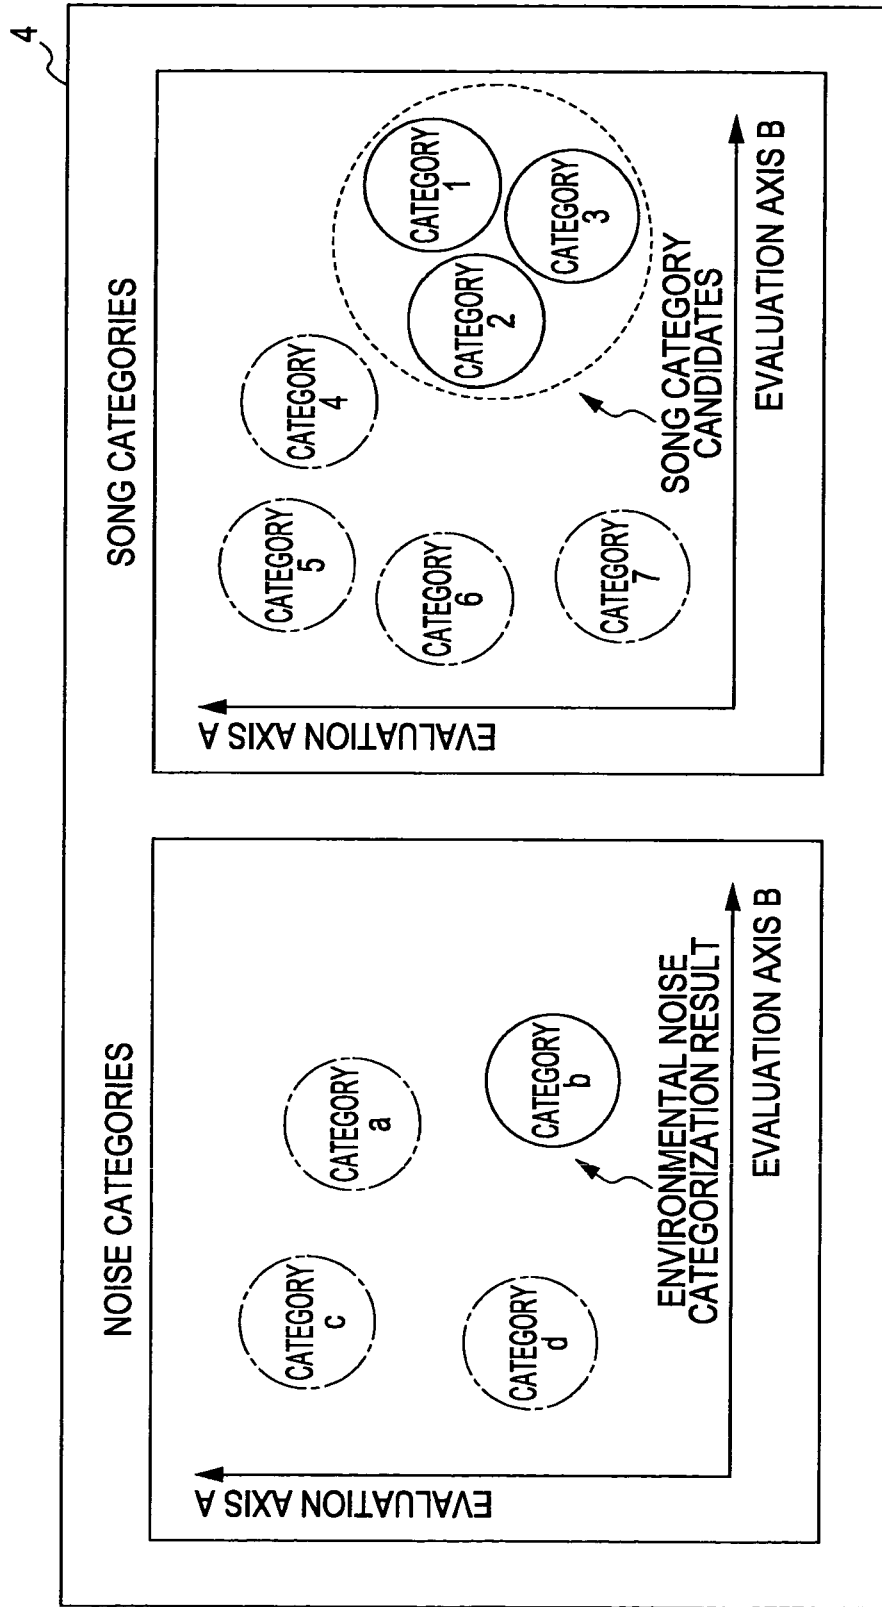 4
NOISE CATEGORIES
EVALUATION AXIS A
CATEGORY
c
CATEGORY
a
CATEGORY
d
CATEGORY
b
ENVIRONMENTAL NOISE
CATEGORIZATION RESULT
EVALUATION AXIS B
SONG CATEGORIES
EVALUATION AXIS A
CATEGORY
5
CATEGORY
4
CATEGORY
6
CATEGORY
7
CATEGORY
2
CATEGORY
1
CATEGORY
3
SONG CATEGORY
CANDIDATES
EVALUATION AXIS B